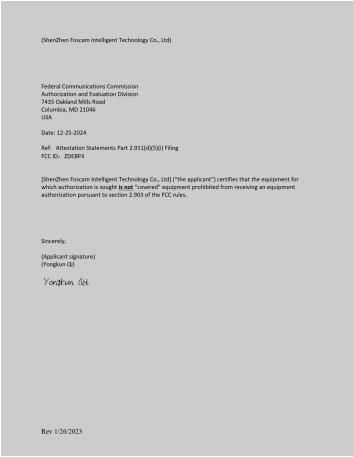 (ShenZhen Foscam Intelligent Technology Co., Ltd)
Federal Communications Commission
Authorization and Evaluation Division
7435 Oakland Mills Road
Columbia, MD 21046
USA
Date: 12-25-2024
Ref: Attestation Statements Part 2.911(d)(5)(i) Filing
FCC ID: ZDEBP4
[ShenZhen Foscam Intelligent Technology Co., Ltd] ("the applicant") certifies that the equipment for
which authorization is sought is not "covered" equipment prohibited from receiving an equipment
authorization pursuant to section 2.903 of the FCC rules.
Sincerely,
(Applicant signature)
(Yongkun Qi)
Yongkun Qi
Rev 1/26/2023